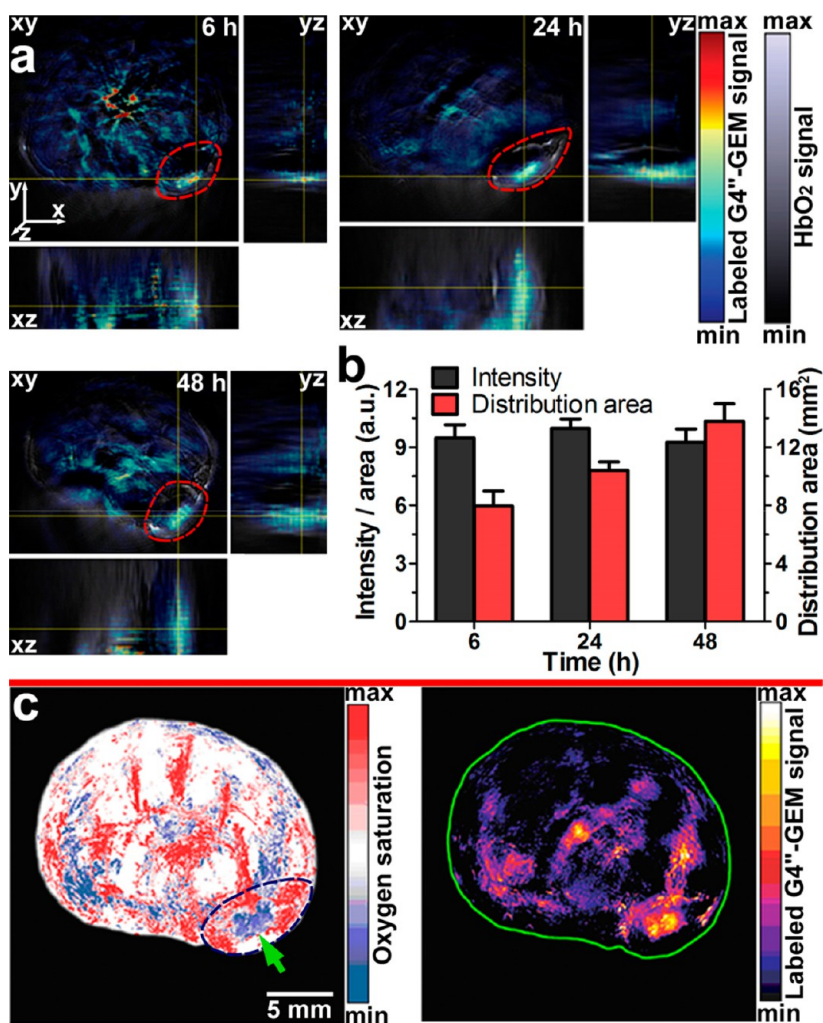 a
xy
6 h
yz
y
x
z
xz
xy
24 h
yz
xz
max
Labeled G4"-GEM signal
min
max
HbO₂ signal
min
xy
48 h
yz
xz
b
Intensity
Distribution area
Intensity / area (a.u.)
12
9
6
3
0
16
12
8
4
0
Distribution area (mm²)
6
24
48
Time (h)
c
max
Oxygen saturation
min
5 mm
max
Labeled G4"-GEM signal
min